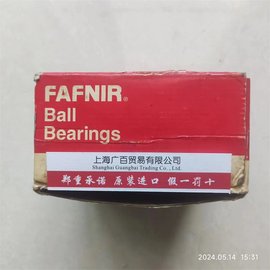 FAFNIR®
Ball
Bearings
上海广百贸易有限公司
Shanghai Guangbai Trading Co., Ltd
郑重承诺 原装进口 假一罚十
2024.05.14 15:31